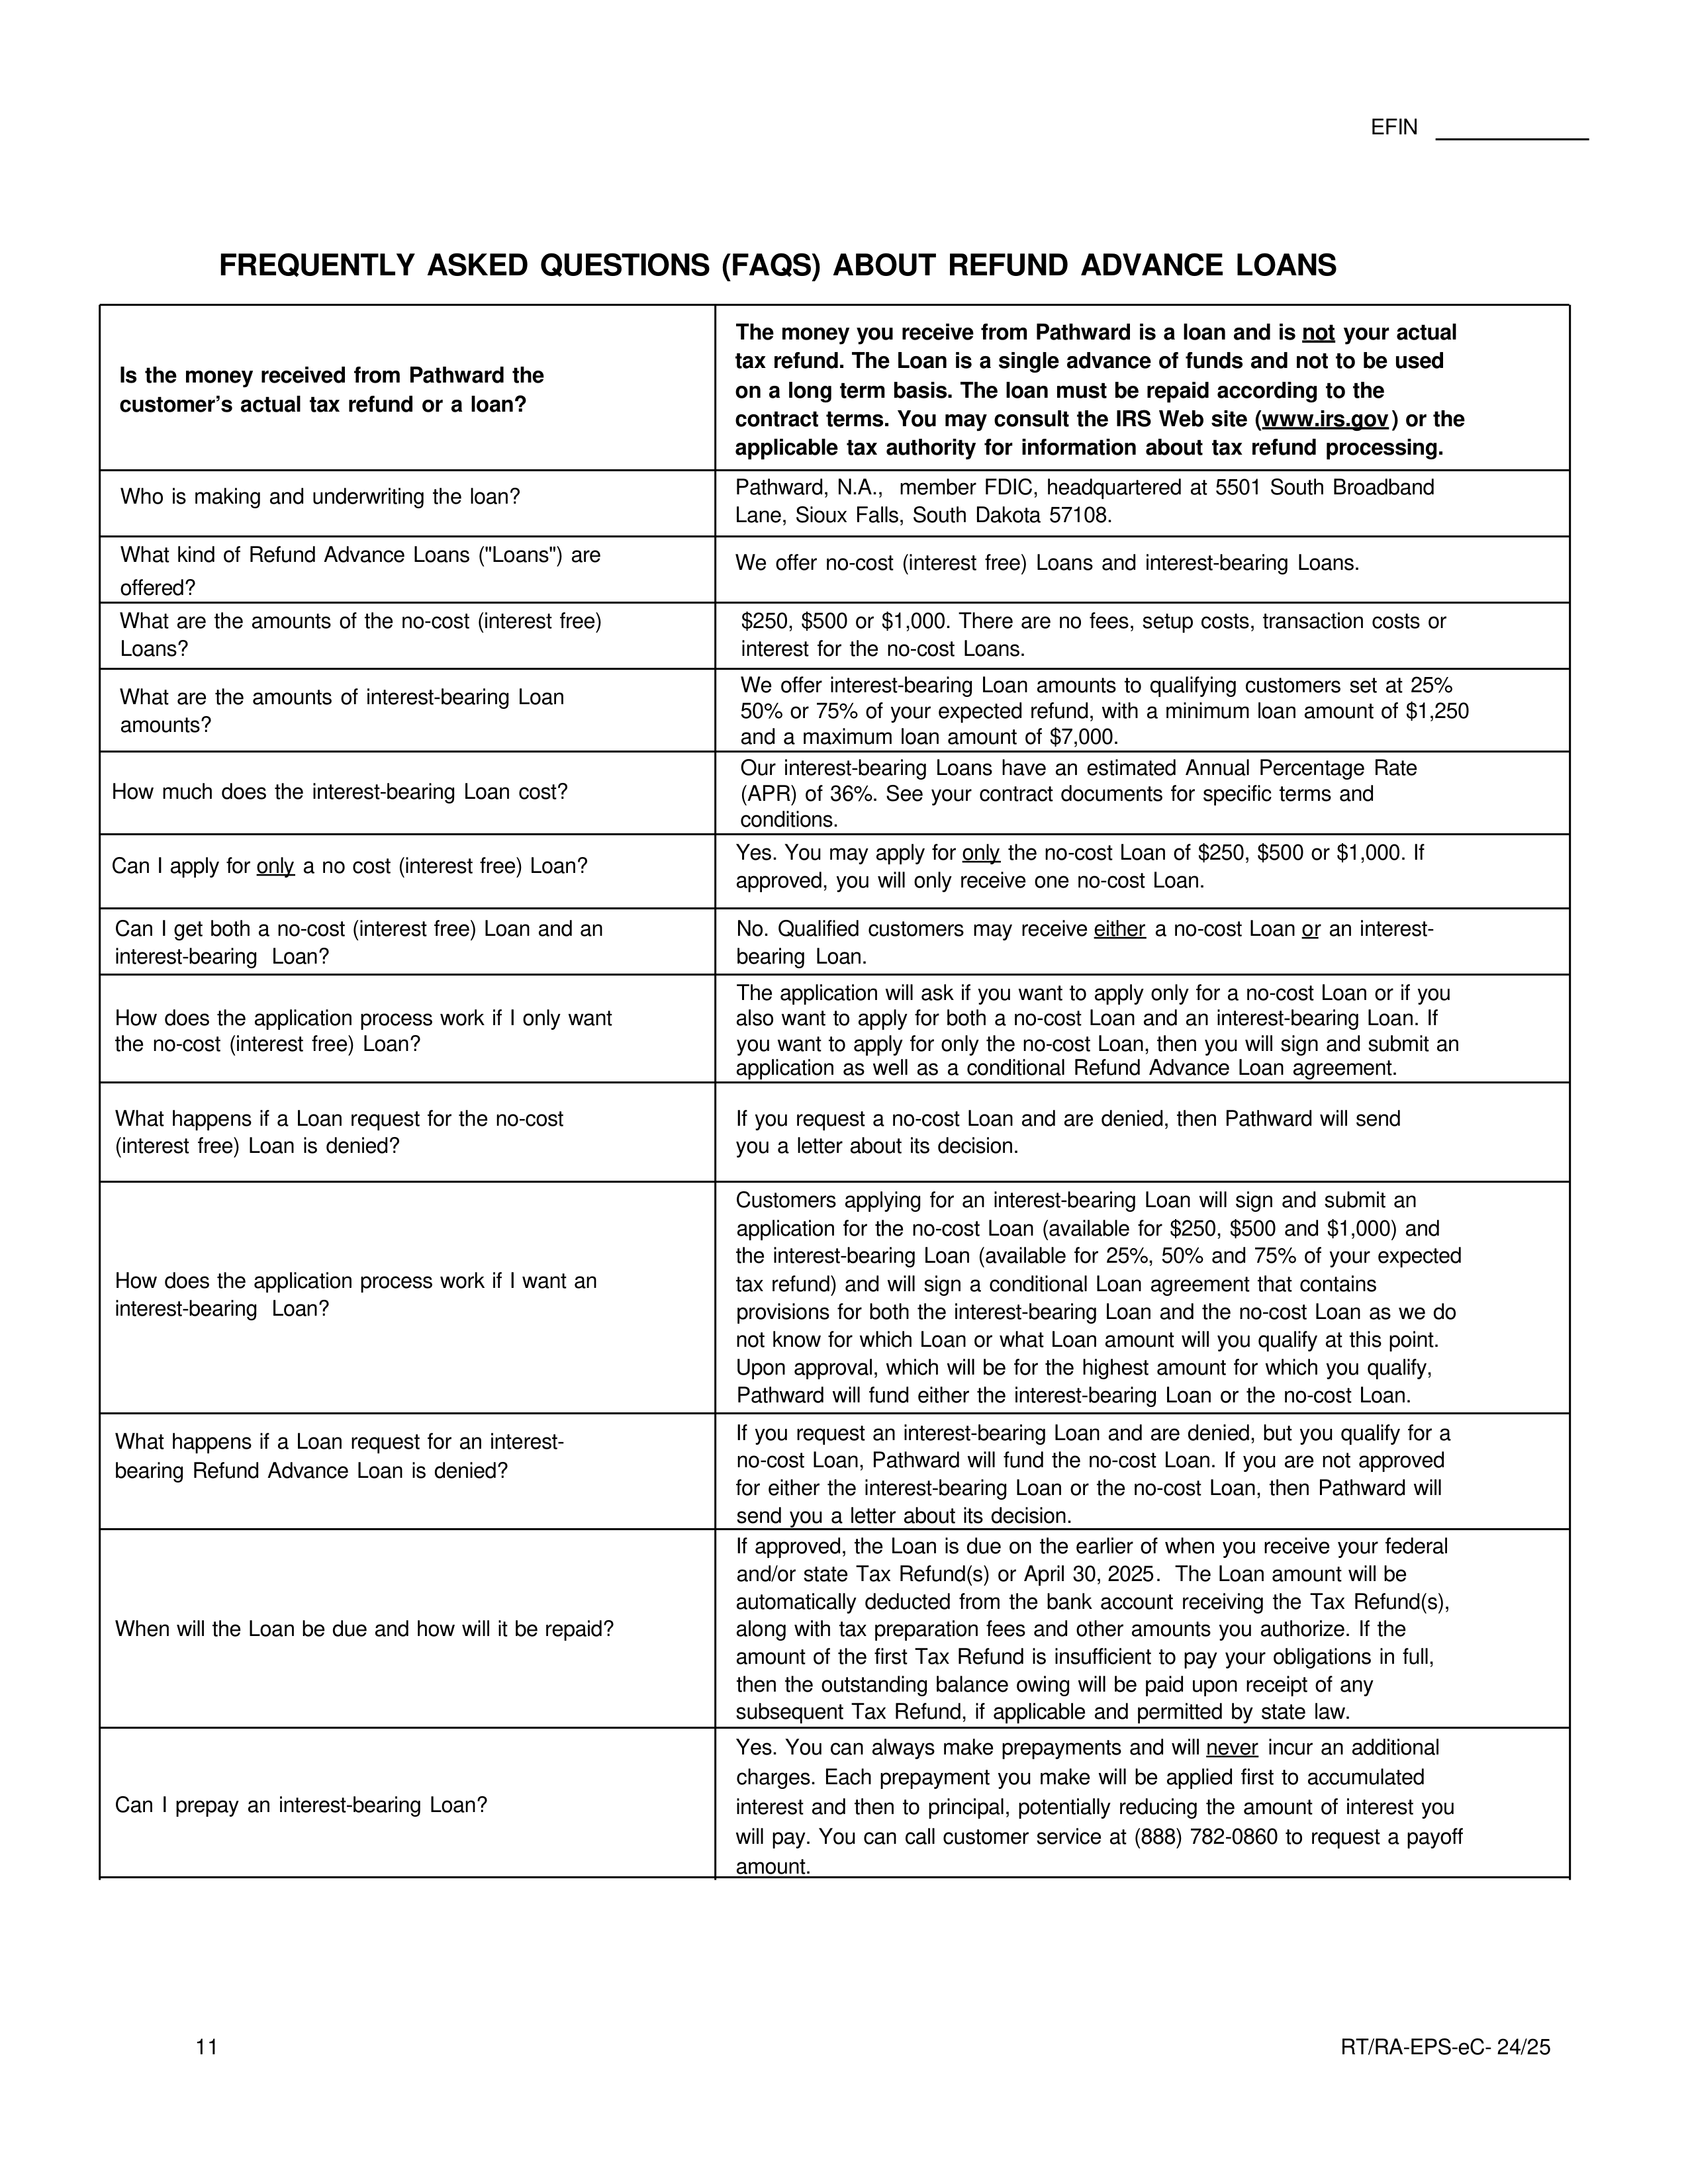 EFIN
FREQUENTLY ASKED QUESTIONS (FAQS) ABOUT REFUND ADVANCE LOANS
Is the money received from Pathward the
customer's actual tax refund or a loan?
The money you receive from Pathward is a loan and is not your actual
tax refund. The Loan is a single advance of funds and not to be used
on a long term basis. The loan must be repaid according to the
contract terms. You may consult the IRS Web site (www.irs.gov) or the
applicable tax authority for information about tax refund processing.
Who is making and underwriting the loan?
Pathward, N.A., member FDIC, headquartered at 5501 South Broadband
Lane, Sioux Falls, South Dakota 57108.
What kind of Refund Advance Loans ("Loans") are
offered?
We offer no-cost (interest free) Loans and interest-bearing Loans.
What are the amounts of the no-cost (interest free)
Loans?
$250, $500 or $1,000. There are no fees, setup costs, transaction costs or
interest for the no-cost Loans.
What are the amounts of interest-bearing Loan
amounts?
We offer interest-bearing Loan amounts to qualifying customers set at 25%
50% or 75% of your expected refund, with a minimum loan amount of $1,250
and a maximum loan amount of $7,000.
How much does the interest-bearing Loan cost?
Our interest-bearing Loans have an estimated Annual Percentage Rate
(APR) of 36%. See your contract documents for specific terms and
conditions.
Can I apply for only a no cost (interest free) Loan?
Yes. You may apply for only the no-cost Loan of $250, $500 or $1,000. If
approved, you will only receive one no-cost Loan.
Can I get both a no-cost (interest free) Loan and an
interest-bearing Loan?
No. Qualified customers may receive either a no-cost Loan or an interest-
bearing Loan.
How does the application process work if I only want
the no-cost (interest free) Loan?
The application will ask if you want to apply only for a no-cost Loan or if you
also want to apply for both a no-cost Loan and an interest-bearing Loan. If
you want to apply for only the no-cost Loan, then you will sign and submit an
application as well as a conditional Refund Advance Loan agreement.
What happens if a Loan request for the no-cost
(interest free) Loan is denied?
If you request a no-cost Loan and are denied, then Pathward will send
you a letter about its decision.
How does the application process work if I want an
interest-bearing Loan?
Customers applying for an interest-bearing Loan will sign and submit an
application for the no-cost Loan (available for $250, $500 and $1,000) and
the interest-bearing Loan (available for 25%, 50% and 75% of your expected
tax refund) and will sign a conditional Loan agreement that contains
provisions for both the interest-bearing Loan and the no-cost Loan as we do
not know for which Loan or what Loan amount will you qualify at this point.
Upon approval, which will be for the highest amount for which you qualify,
Pathward will fund either the interest-bearing Loan or the no-cost Loan.
What happens if a Loan request for an interest-
bearing Refund Advance Loan is denied?
If you request an interest-bearing Loan and are denied, but you qualify for a
no-cost Loan, Pathward will fund the no-cost Loan. If you are not approved
for either the interest-bearing Loan or the no-cost Loan, then Pathward will
send you a letter about its decision.
When will the Loan be due and how will it be repaid?
If approved, the Loan is due on the earlier of when you receive your federal
and/or state Tax Refund(s) or April 30, 2025. The Loan amount will be
automatically deducted from the bank account receiving the Tax Refund(s),
along with tax preparation fees and other amounts you authorize. If the
amount of the first Tax Refund is insufficient to pay your obligations in full,
then the outstanding balance owing will be paid upon receipt of any
subsequent Tax Refund, if applicable and permitted by state law.
Can I prepay an interest-bearing Loan?
Yes. You can always make prepayments and will never incur an additional
charges. Each prepayment you make will be applied first to accumulated
interest and then to principal, potentially reducing the amount of interest you
will pay. You can call customer service at (888) 782-0860 to request a payoff
amount.
11
RT/RA-EPS-eC- 24/25